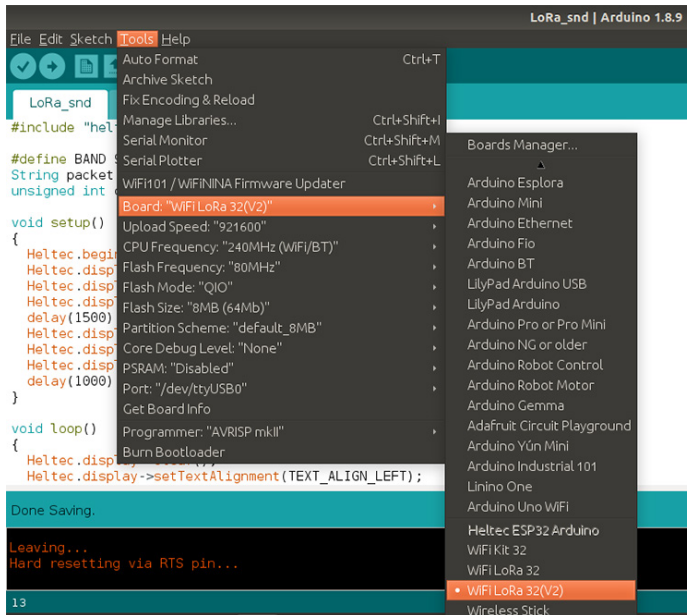 LoRa_snd | Arduino 1.8.9
File Edit Sketch Tools Help
LoRa_snd
#include "hel
#define BAND
String packet
unsigned int
void setup()
{
Heltec.begi
Heltec.disp
Heltec.disp
Heltec.disp
delay(1500)
Heltec.disp
Heltec.disp
Heltec.disp
delay(1000)
}
void loop()
{
Heltec.disp
Heltec.display->setTextAlignment(TEXT_ALIGN_LEFT);
Auto Format Ctrl+T
Archive Sketch
Fix Encoding & Reload
Manage Libraries... Ctrl+Shift+I
Serial Monitor Ctrl+Shift+M
Serial Plotter Ctrl+Shift+L
WiFi101 / WiFiNINA Firmware Updater
Board: "WiFi LoRa 32(V2)"
Upload Speed: "921600"
CPU Frequency: "240MHz (WiFi/BT)"
Flash Frequency: "80MHz"
Flash Mode: "QIO"
Flash Size: "8MB (64Mb)"
Partition Scheme: "default_8MB"
Core Debug Level: "None"
PSRAM: "Disabled"
Port: "/dev/ttyUSB0"
Get Board Info
Programmer: "AVRISP mkII"
Burn Bootloader
Boards Manager...
Arduino Esplora
Arduino Mini
Arduino Ethernet
Arduino Fio
Arduino BT
LilyPad Arduino USB
LilyPad Arduino
Arduino Pro or Pro Mini
Arduino NG or older
Arduino Robot Control
Arduino Robot Motor
Arduino Gemma
Adafruit Circuit Playground
Arduino Yún Mini
Arduino Industrial 101
Linino One
Arduino Uno WiFi
Heltec ESP32 Arduino
WiFi Kit 32
WiFi LoRa 32
WiFi LoRa 32(V2)
Wireless Stick
Done Saving.
Leaving...
Hard resetting via RTS pin...
13